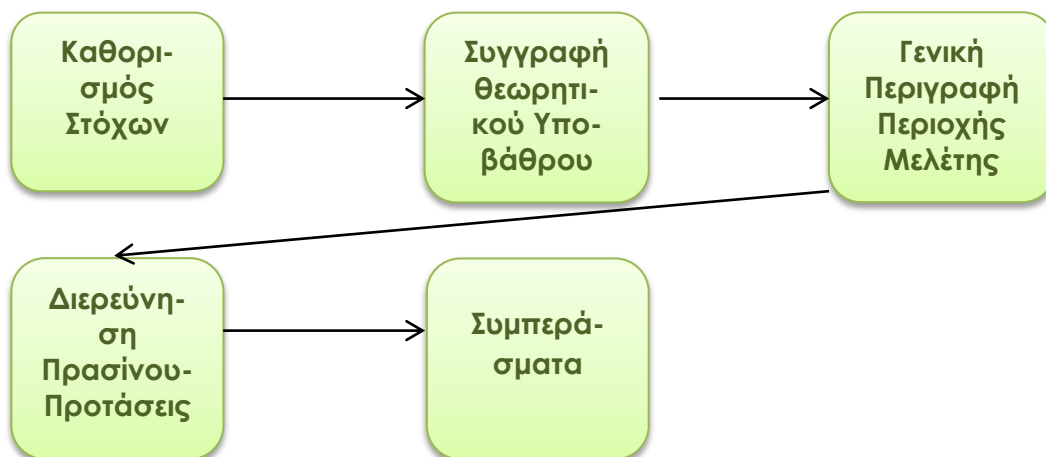 Καθορι-
σμός
Στόχων
Συγγραφή
θεωρητι-
κού Υπο-
βάθρου
Γενική
Περιγραφή
Περιοχής
Μελέτης
Διερεύνη-
ση
Πρασίνου-
Προτάσεις
Συμπερά-
σματα